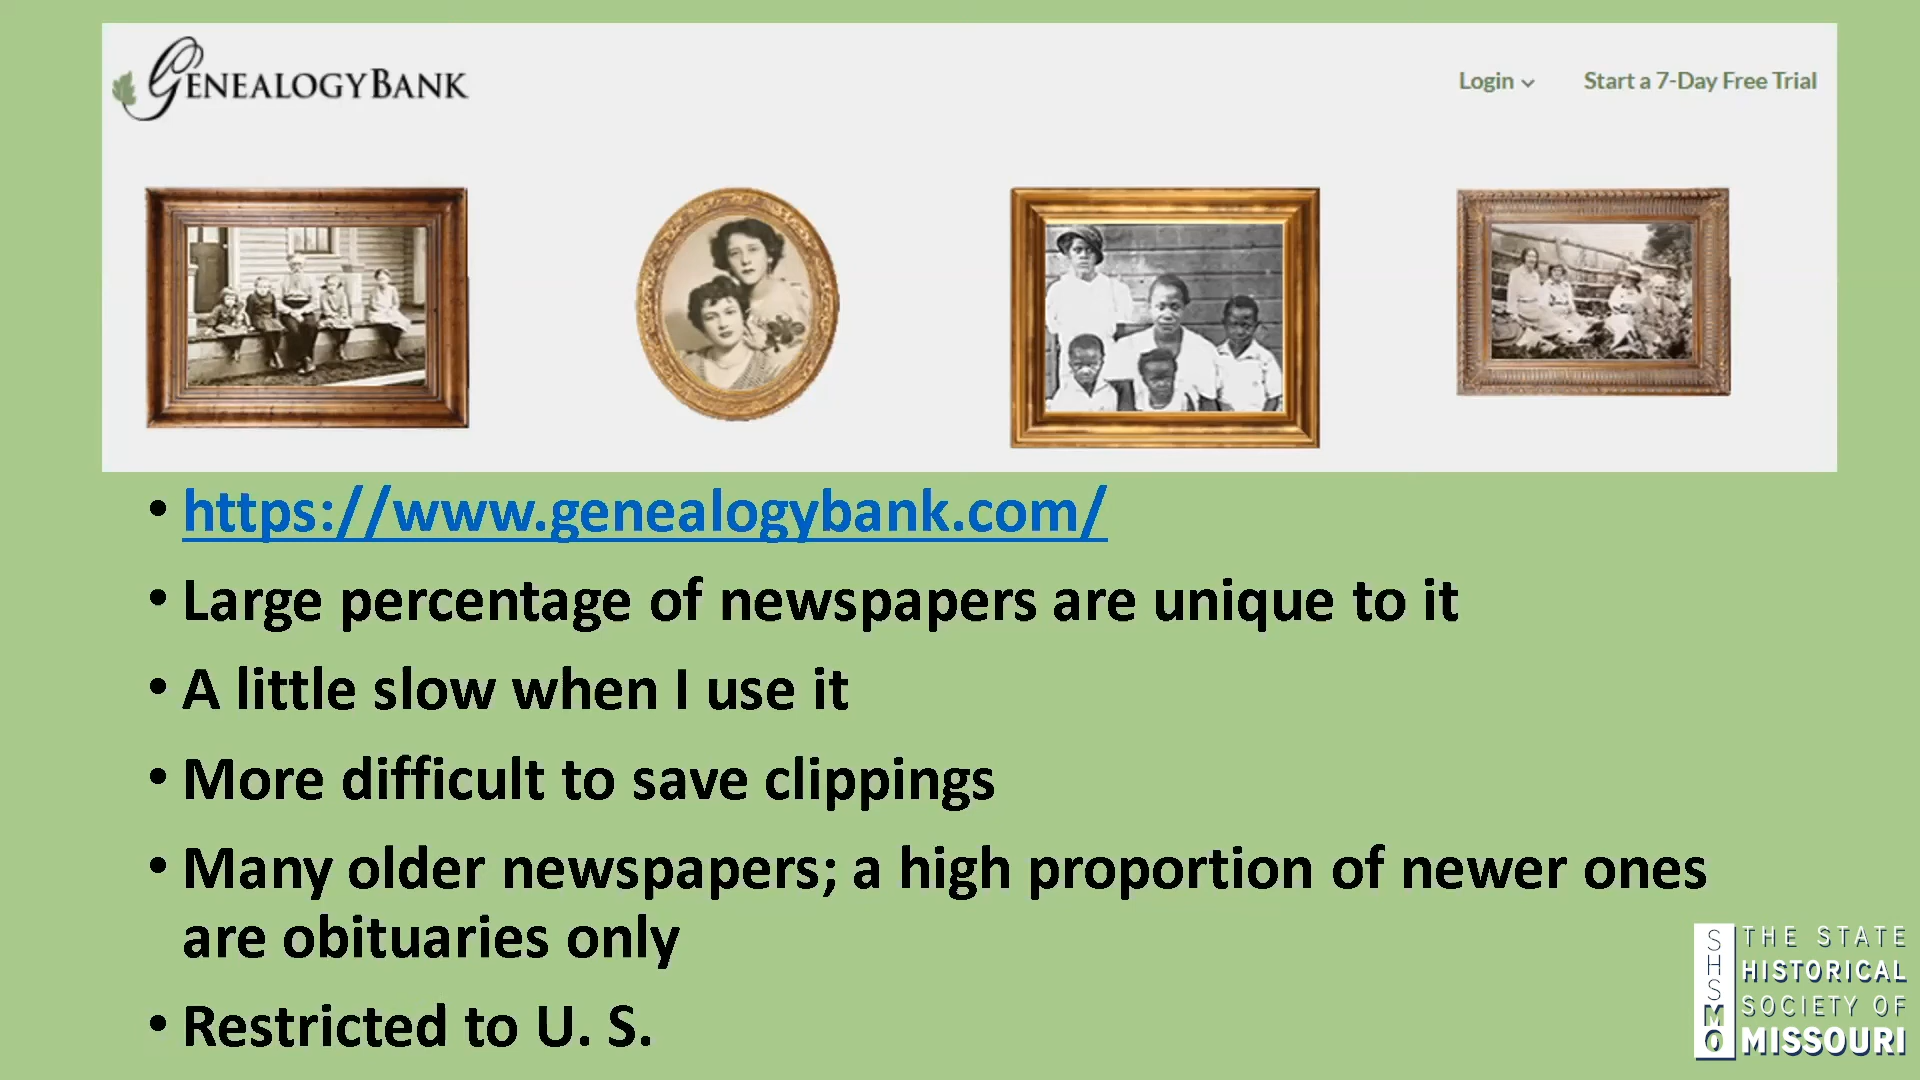 GENEALOGYBANK
Login
Start a 7-Day Free Trial
• https://www.genealogybank.com/
• Large percentage of newspapers are unique to it
• A little slow when I use it
• More difficult to save clippings
• Many older newspapers; a high proportion of newer ones
are obituaries only
• Restricted to U. S.
SHSMO
THE STATE
HISTORICAL
SOCIETY OF
MISSOURI